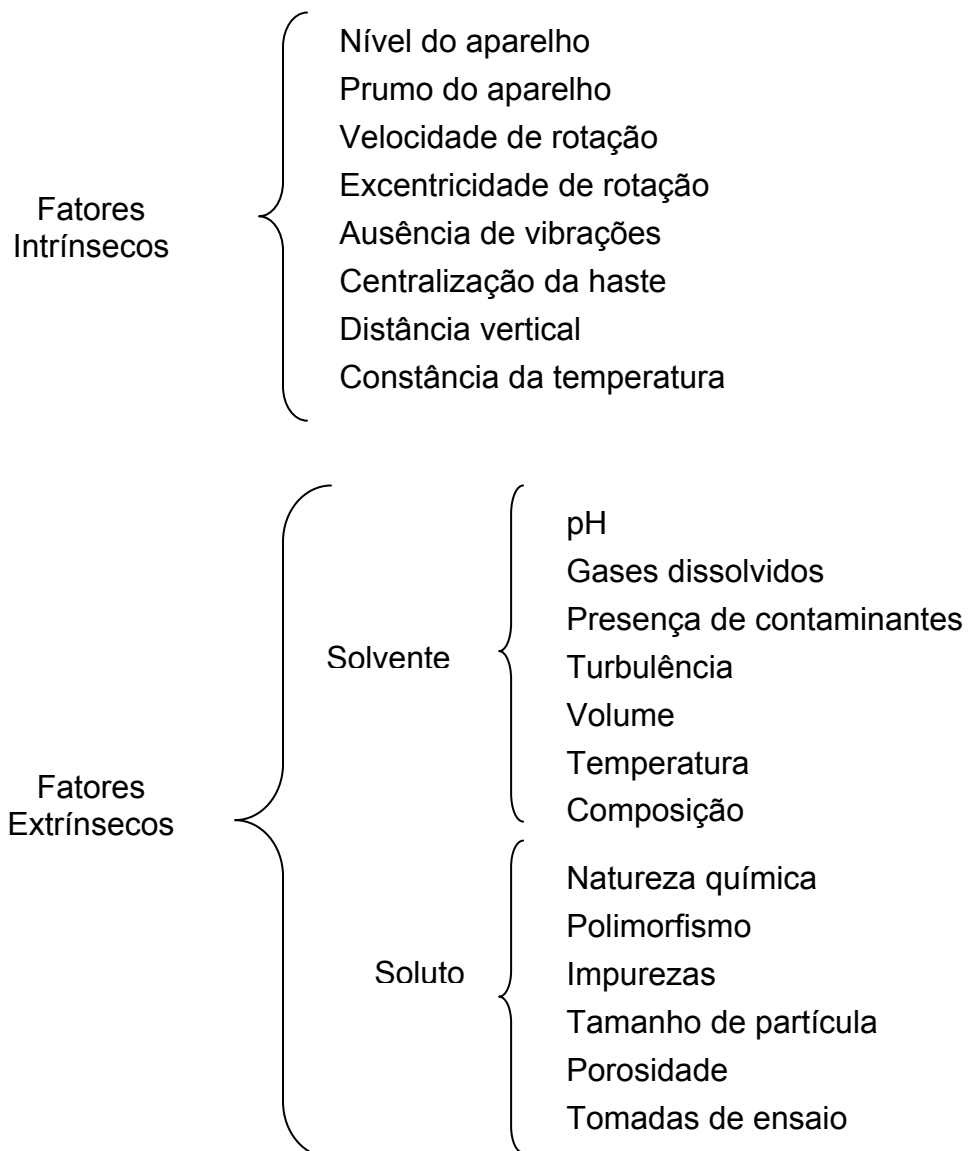 Fatores
Intrínsecos
Nível do aparelho
Prumo do aparelho
Velocidade de rotação
Excentricidade de rotação
Ausência de vibrações
Centralização da haste
Distância vertical
Constância da temperatura
Fatores
Extrínsecos
Solvente
pH
Gases dissolvidos
Presença de contaminantes
Turbulência
Volume
Temperatura
Composição
Soluto
Natureza química
Polimorfismo
Impurezas
Tamanho de partícula
Porosidade
Tomadas de ensaio